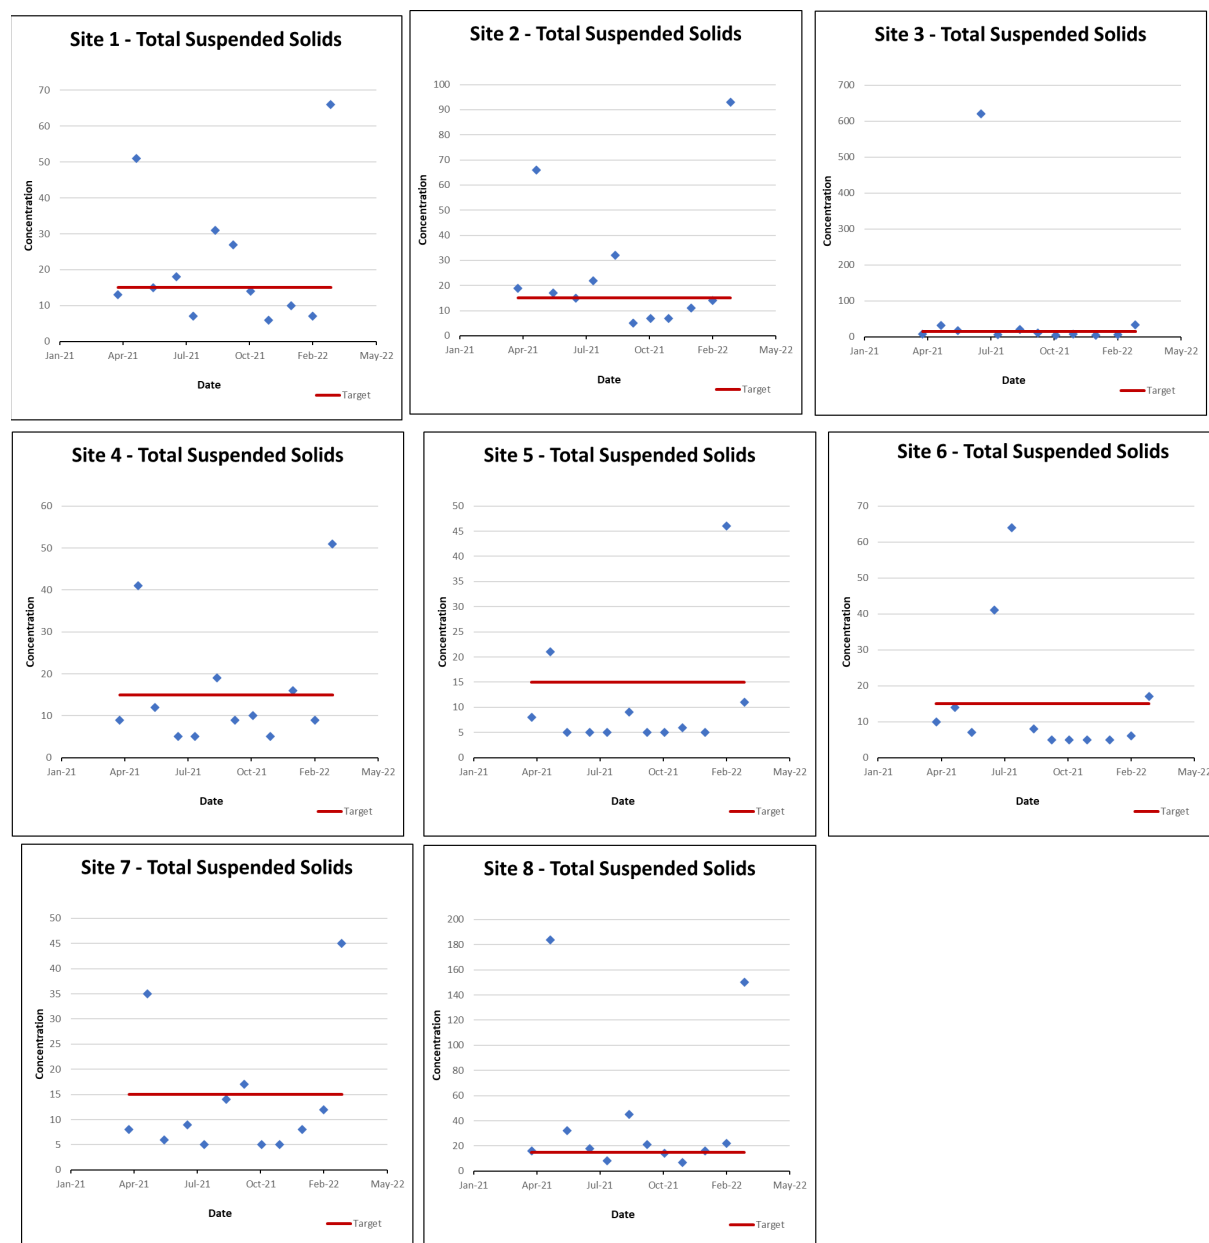 Site 1 - Total Suspended Solids
70
60
50
40
30
20
10
0
Concentration
Jan-21 Apr-21 Jul-21 Oct-21 Feb-22 May-22
Date
Target
Site 2 - Total Suspended Solids
100
90
80
70
60
50
40
30
20
10
0
Concentration
Jan-21 Apr-21 Jul-21 Oct-21 Feb-22 May-22
Date
Target
Site 3 - Total Suspended Solids
700
600
500
400
300
200
100
0
Concentration
Jan-21 Apr-21 Jul-21 Oct-21 Feb-22 May-22
Date
Target
Site 4 - Total Suspended Solids
60
50
40
30
20
10
0
Concentration
Jan-21 Apr-21 Jul-21 Oct-21 Feb-22 May-22
Date
Target
Site 5 - Total Suspended Solids
50
45
40
35
30
25
20
15
10
5
0
Concentration
Jan-21 Apr-21 Jul-21 Oct-21 Feb-22 May-22
Date
Target
Site 6 - Total Suspended Solids
70
60
50
40
30
20
10
0
Concentration
Jan-21 Apr-21 Jul-21 Oct-21 Feb-22 May-22
Date
Target
Site 7 - Total Suspended Solids
50
45
40
35
30
25
20
15
10
5
0
Concentration
Jan-21 Apr-21 Jul-21 Oct-21 Feb-22 May-22
Date
Target
Site 8 - Total Suspended Solids
200
180
160
140
120
100
80
60
40
20
0
Concentration
Jan-21 Apr-21 Jul-21 Oct-21 Feb-22 May-22
Date
Target